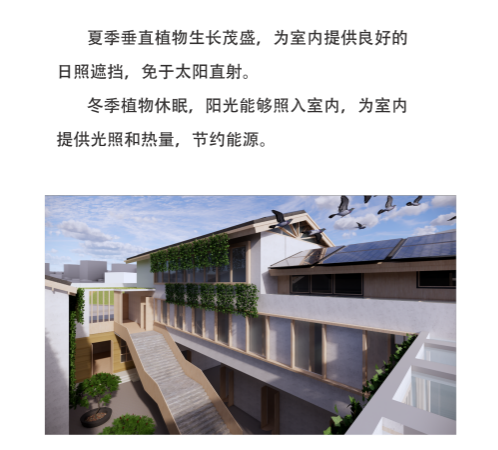 夏季垂直植物生长茂盛，为室内提供良好的
日照遮挡，免于太阳直射。
冬季植物休眠，阳光能够照入室内，为室内
提供光照和热量，节约能源。